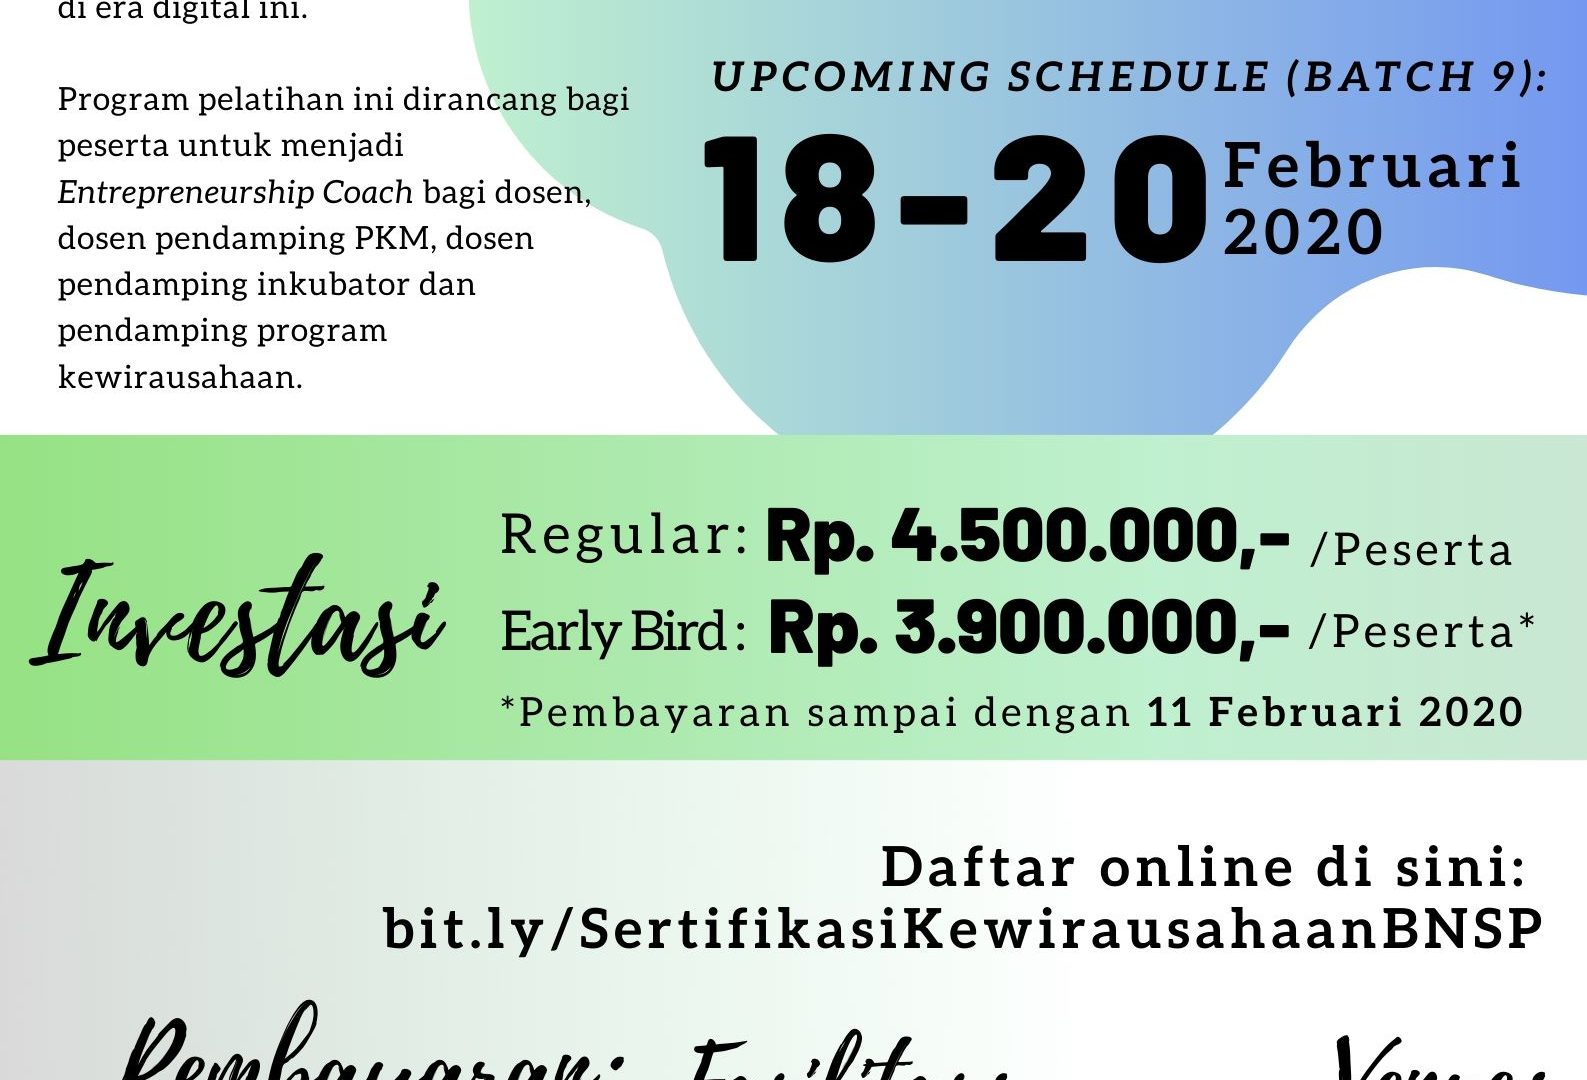 di era digital ini.
Program pelatihan ini dirancang bagi
peserta untuk menjadi
Entrepreneurship Coach bagi dosen,
dosen pendamping PKM, dosen
pendamping inkubator dan
pendamping program
kewirausahaan.
UPCOMING SCHEDULE (BATCH 9):
18-20 Februari
2020
Investasi
Regular: Rp. 4.500.000,- /Peserta
Early Bird: Rp. 3.900.000,- /Peserta*
*Pembayaran sampai dengan 11 Februari 2020
Daftar online di sini:
bit.ly/SertifikasiKewirausahaanBNSP
Pembayaran: Fasilitas Venue